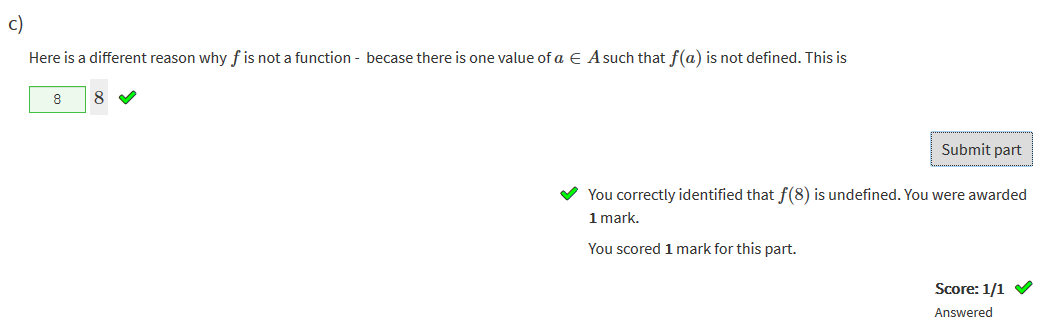 c)
Here is a different reason why f is not a function - becase there is one value of a ∈ A such that f(a) is not defined. This is
8 8
Submit part
You correctly identified that f(8) is undefined. You were awarded
1 mark.
You scored 1 mark for this part.
Score: 1/1
Answered